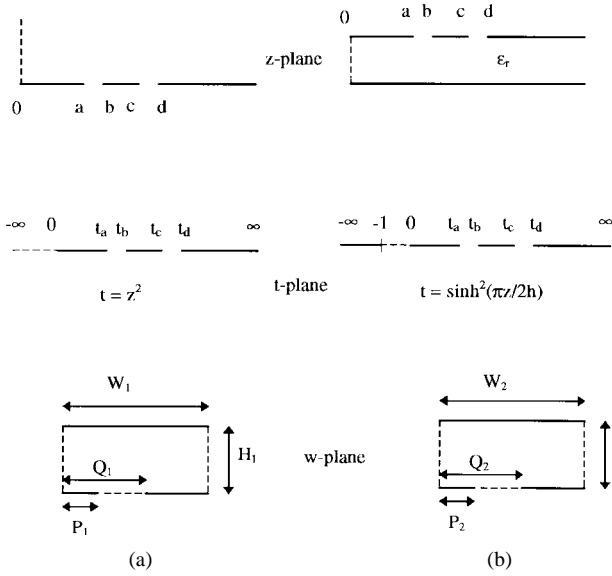 0 a b c d
z-plane
0 a b c d
εr
-∞ 0 ta tb tc td ∞
t = z²
t-plane
-∞ -1 0 ta tb tc td ∞
t = sinh²(πz/2h)
W₁
H₁
Q₁
P₁
w-plane
W₂
Q₂
P₂
(a)
(b)